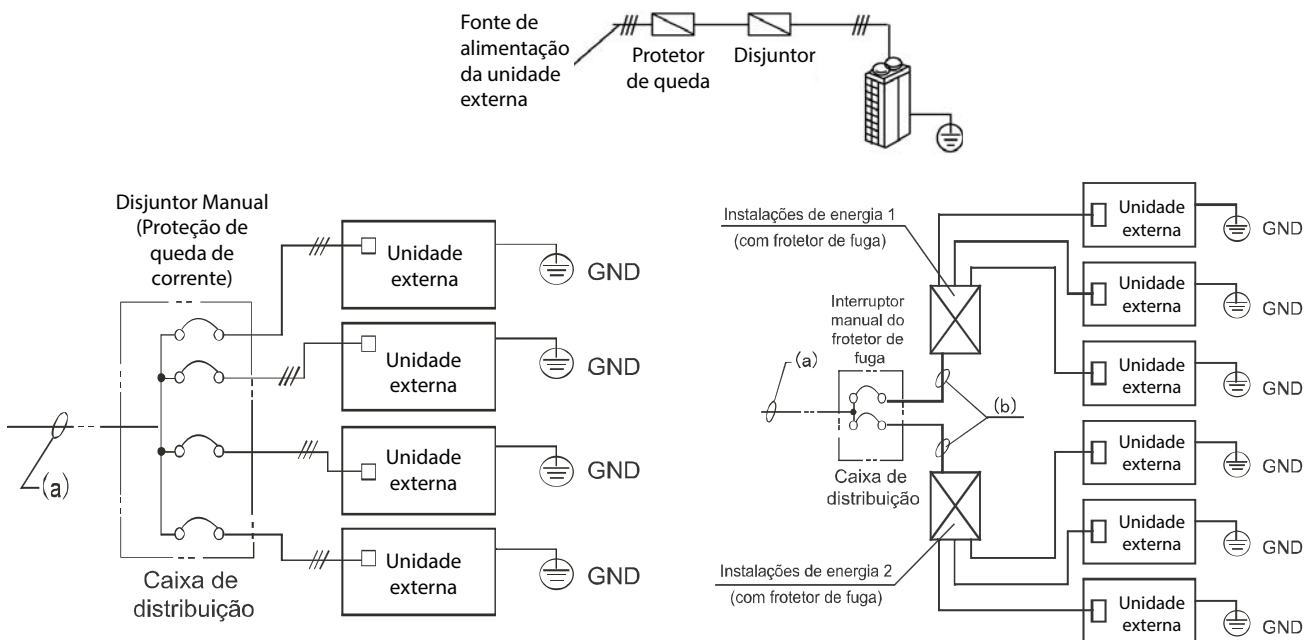 Fonte de
alimentação
da unidade
externa
Protetor
de queda
Disjuntor
Disjuntor Manual
(Proteção de
queda de
corrente)
Unidade
externa
GND
Unidade
externa
GND
Unidade
externa
GND
Unidade
externa
GND
(a)
Caixa de
distribuição
Instalações de energia 1
(com frotetor de fuga)
Interruptor
manual do
frotetor de
fuga
(a)
(b)
Caixa de
distribuição
Instalações de energia 2
(com frotetor de fuga)
Unidade
externa
GND
Unidade
externa
GND
Unidade
externa
GND
Unidade
externa
GND
Unidade
externa
GND
Unidade
externa
GND